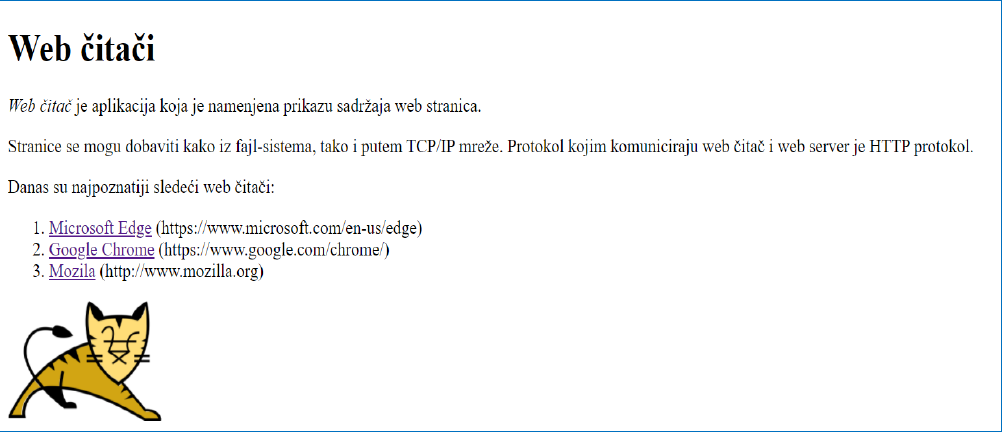 Web čitači
Web čitač je aplikacija koja je namenjena prikazu sadržaja web stranica.
Stranice se mogu dobaviti kako iz fajl-sistema, tako i putem TCP/IP mreže. Protokol kojim komuniciraju web čitač i web server je HTTP protokol.
Danas su najpoznatiji sledeći web čitači:
1. Microsoft Edge (https://www.microsoft.com/en-us/edge)
2. Google Chrome (https://www.google.com/chrome/)
3. Mozila (http://www.mozilla.org)